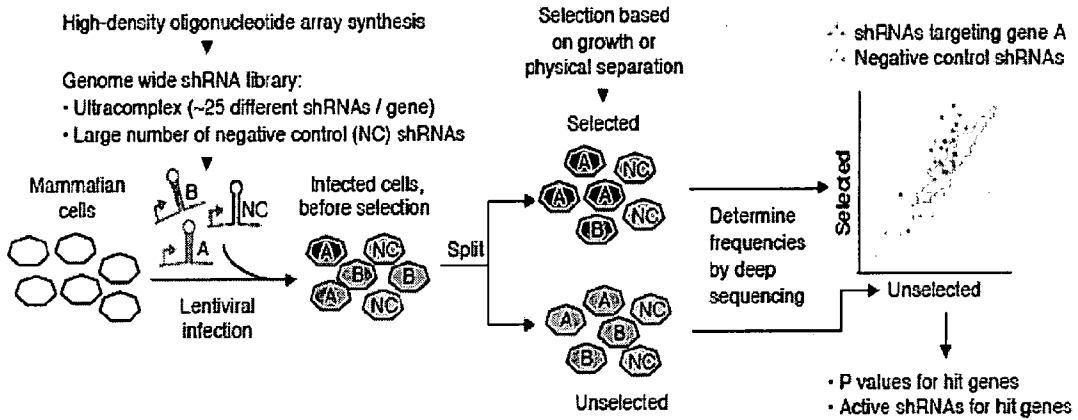 High-density oligonucleotide array synthesis
Genome wide shRNA library:
• Ultracomplex (~25 different shRNAs / gene)
• Large number of negative control (NC) shRNAs
Mammalian
cells
B
NC
A
Lentiviral
infection
Infected cells,
before selection
A
NC
B
B
A
NC
Split
Selection based
on growth or
physical separation
Selected
A
NC
A
A
NC
B
A
A
NC
B
B
NC
Unselected
Determine
frequencies
by deep
sequencing
shRNAs targeting gene A
Negative control shRNAs
Selected
Unselected
• P values for hit genes
• Active shRNAs for hit genes